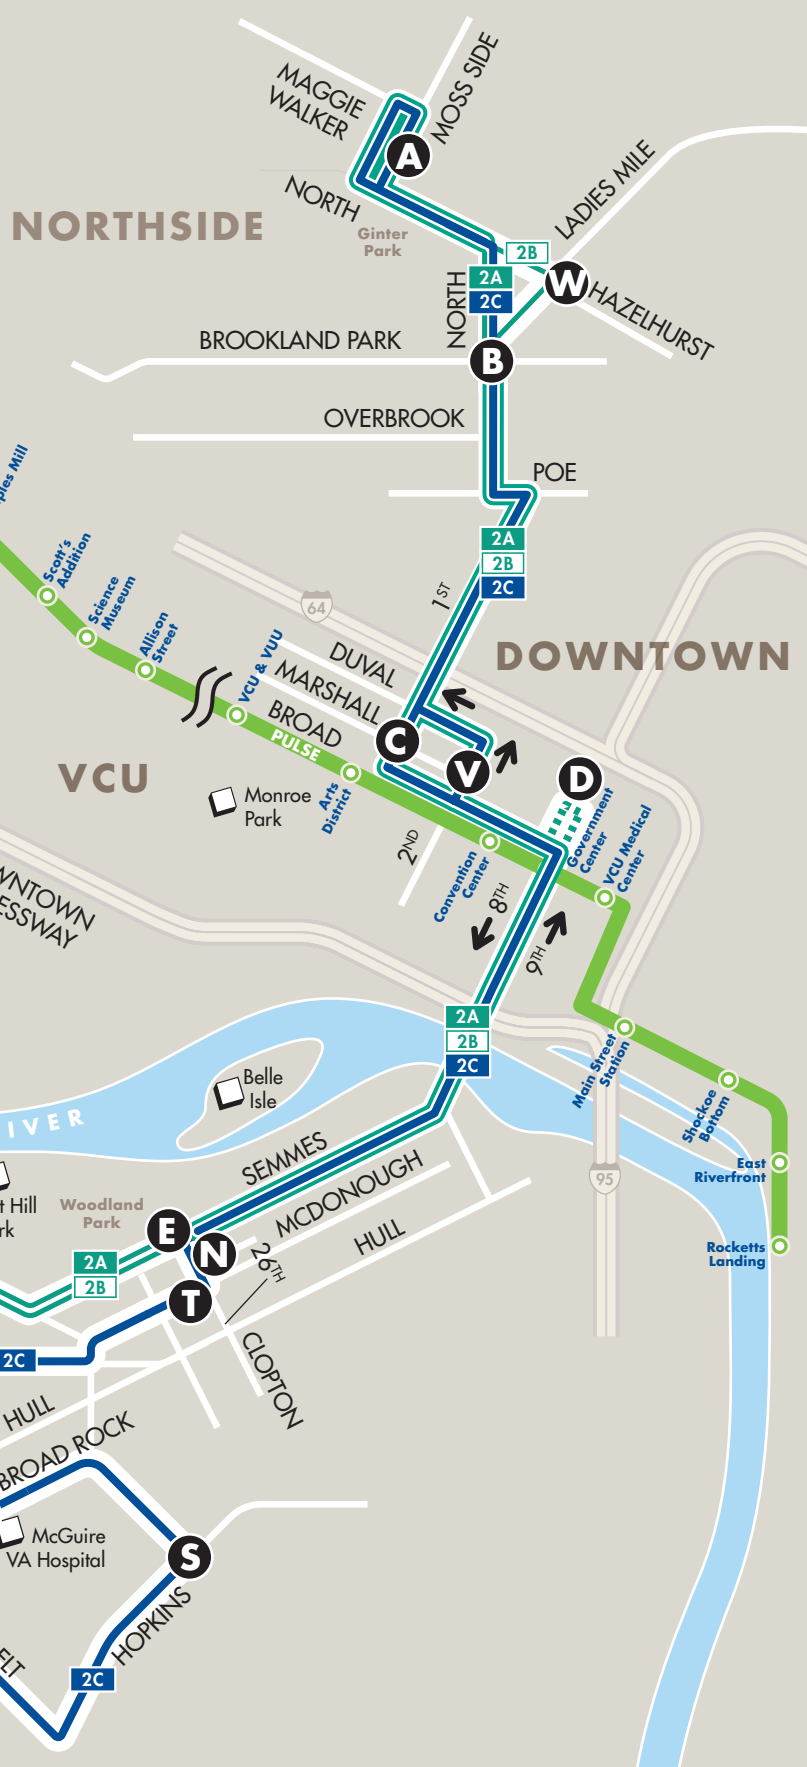 MOSS SIDE
MAGGIE
WALKER
A
LADIES MILE
NORTH
NORTHSIDE
Ginter
Park
2B
2A
2C
W
NORTH
HAZELHURST
BROOKLAND PARK
B
OVERBROOK
POE
Scott's
Addition
2A
2B
2C
Science
Museum
1ST
64
Allison
Street
VCU & VUU
DUVAL
DOWNTOWN
MARSHALL
BROAD
C
PULSE
V
D
VCU
Monroe
Park
Arts
District
Government
Center
VCU Medical
Center
2ND
Convention
Center
8TH
9TH
2A
2B
2C
Main Street
Station
Belle
Isle
Shockoe
Bottom
IVER
SEMMES
MCDONOUGH
East
Riverfront
95
Woodland
Park
t Hill
rk
E
N
HULL
26TH
Rocketts
Landing
2A
2B
T
2C
CLOPTON
HULL
BROAD ROCK
McGuire
VA Hospital
S
HOPKINS
2C